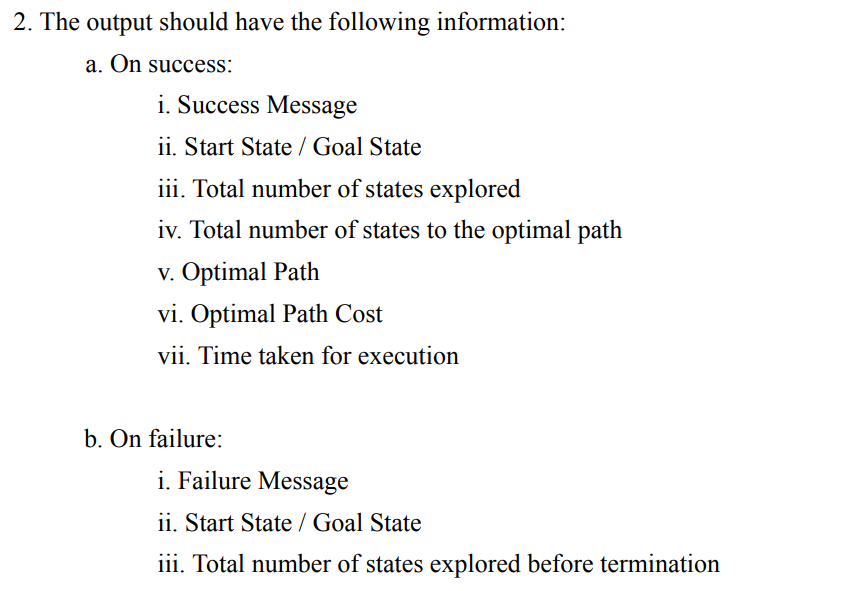 2. The output should have the following information:
a. On success:
i. Success Message
ii. Start State / Goal State
iii. Total number of states explored
iv. Total number of states to the optimal path
v. Optimal Path
vi. Optimal Path Cost
vii. Time taken for execution
b. On failure:
i. Failure Message
ii. Start State / Goal State
iii. Total number of states explored before termination